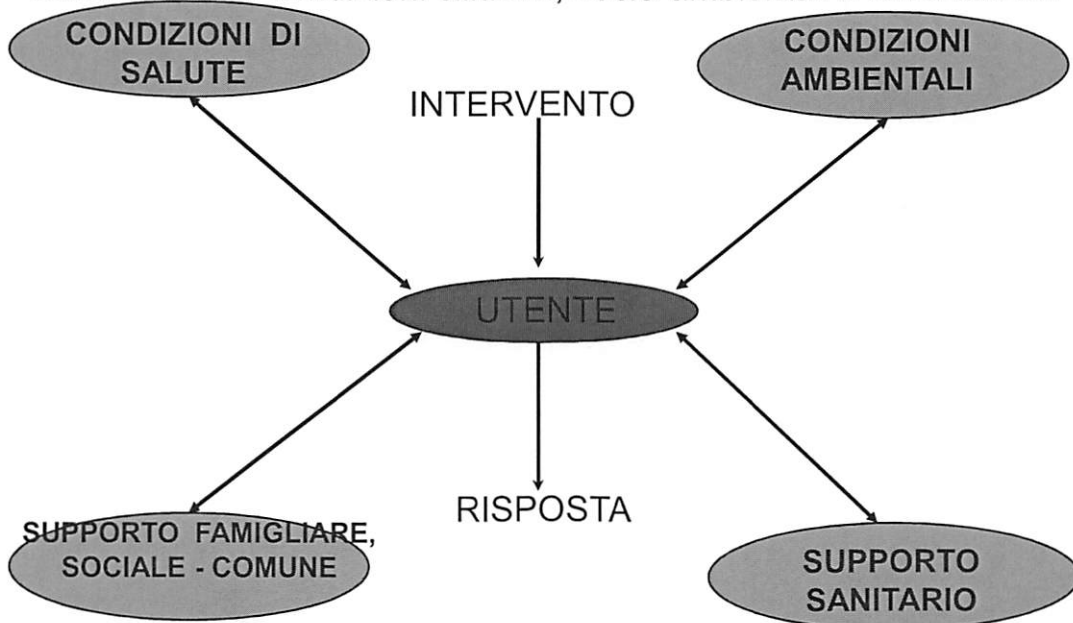 CONDIZIONI DI
SALUTE
CONDIZIONI
AMBIENTALI
INTERVENTO
UTENTE
RISPOSTA
SUPPORTO FAMIGLIARE,
SOCIALE - COMUNE
SUPPORTO
SANITARIO